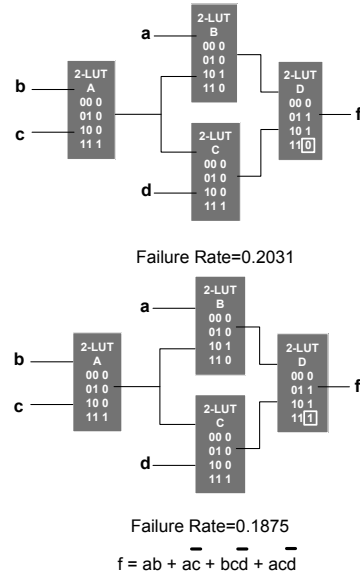 a
2-LUT
B
00 0
01 0
10 1
11 0
b
c
2-LUT
A
00 0
01 0
10 0
11 1
2-LUT
D
00 0
01 1
10 1
11 0
f
d
2-LUT
C
00 0
01 0
10 0
11 1
Failure Rate=0.2031
a
2-LUT
B
00 0
01 0
10 1
11 0
b
c
2-LUT
A
00 0
01 0
10 0
11 1
2-LUT
D
00 0
01 1
10 1
11 1
f
d
2-LUT
C
00 0
01 0
10 0
11 1
Failure Rate=0.1875
f = ab + ac̅ + bcd̅ + acd̅